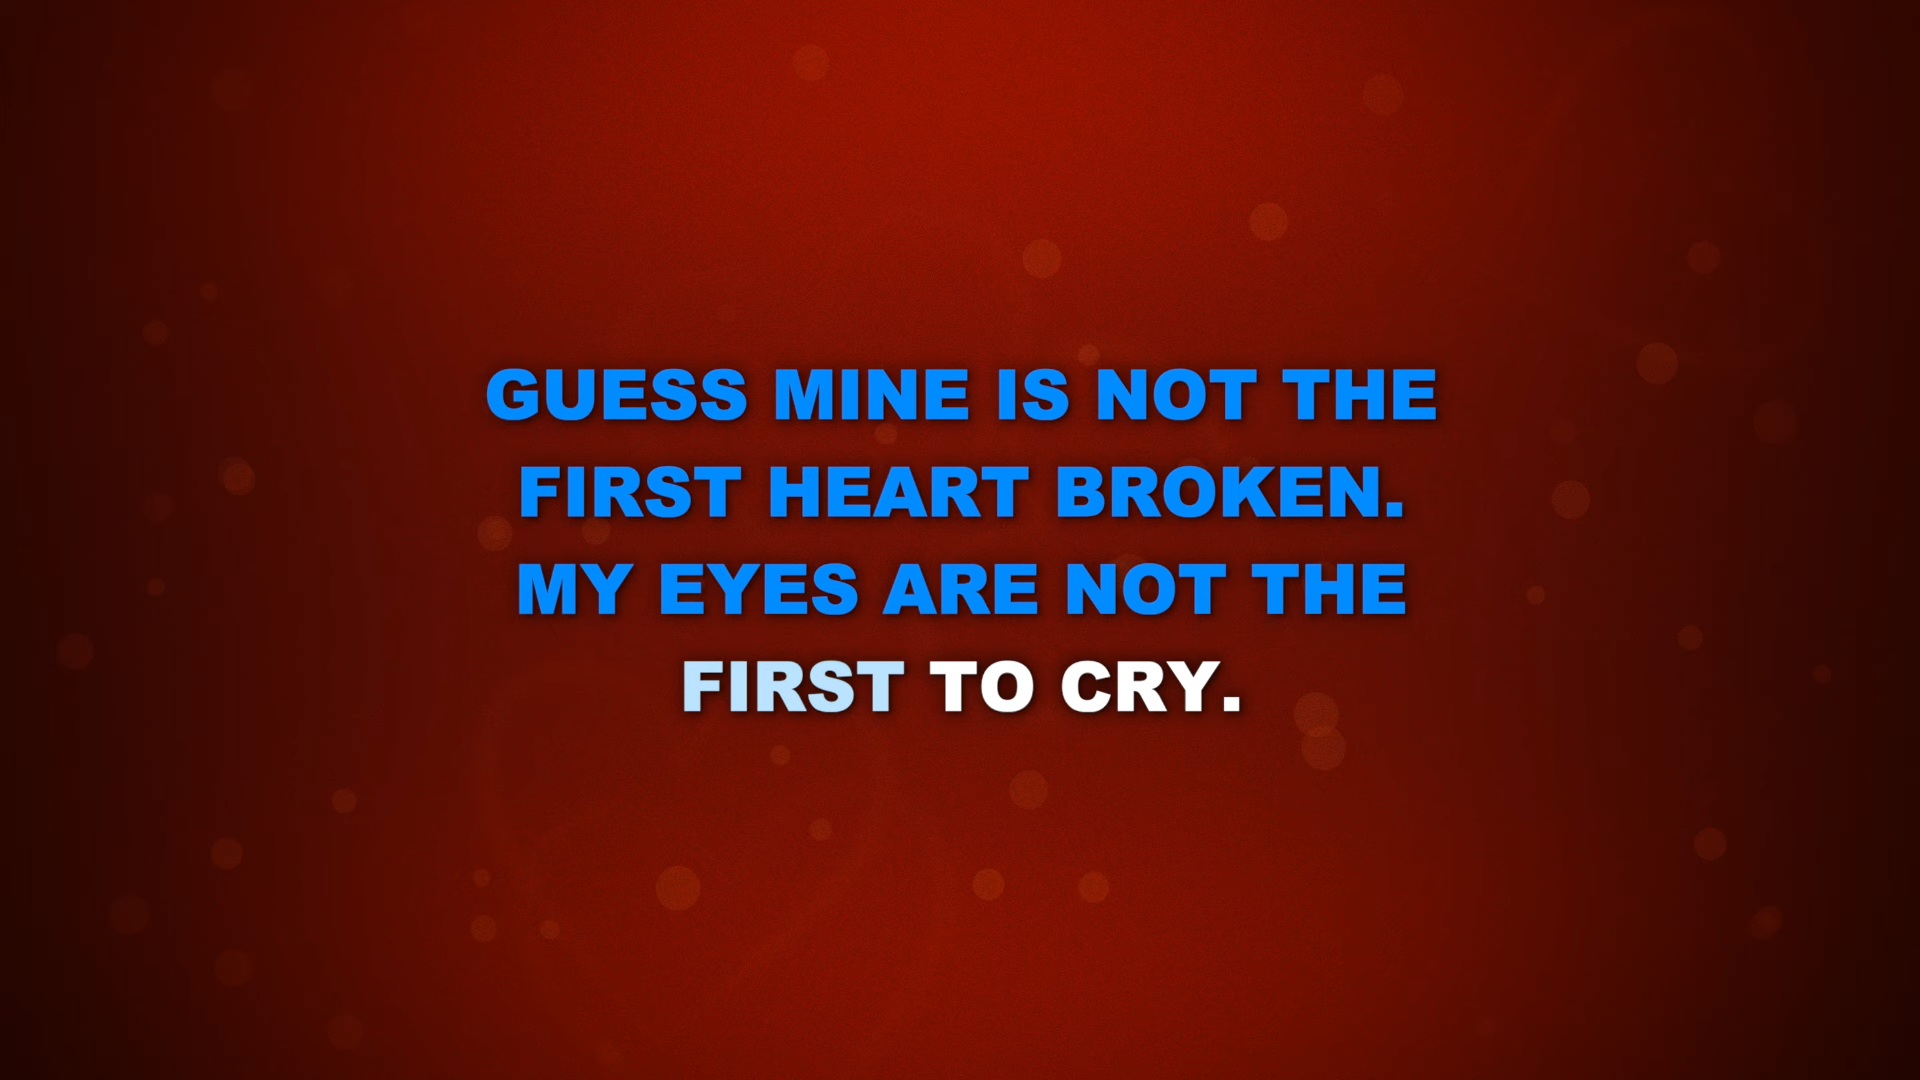 GUESS MINE IS NOT THE
FIRST HEART BROKEN.
MY EYES ARE NOT THE
FIRST TO CRY.